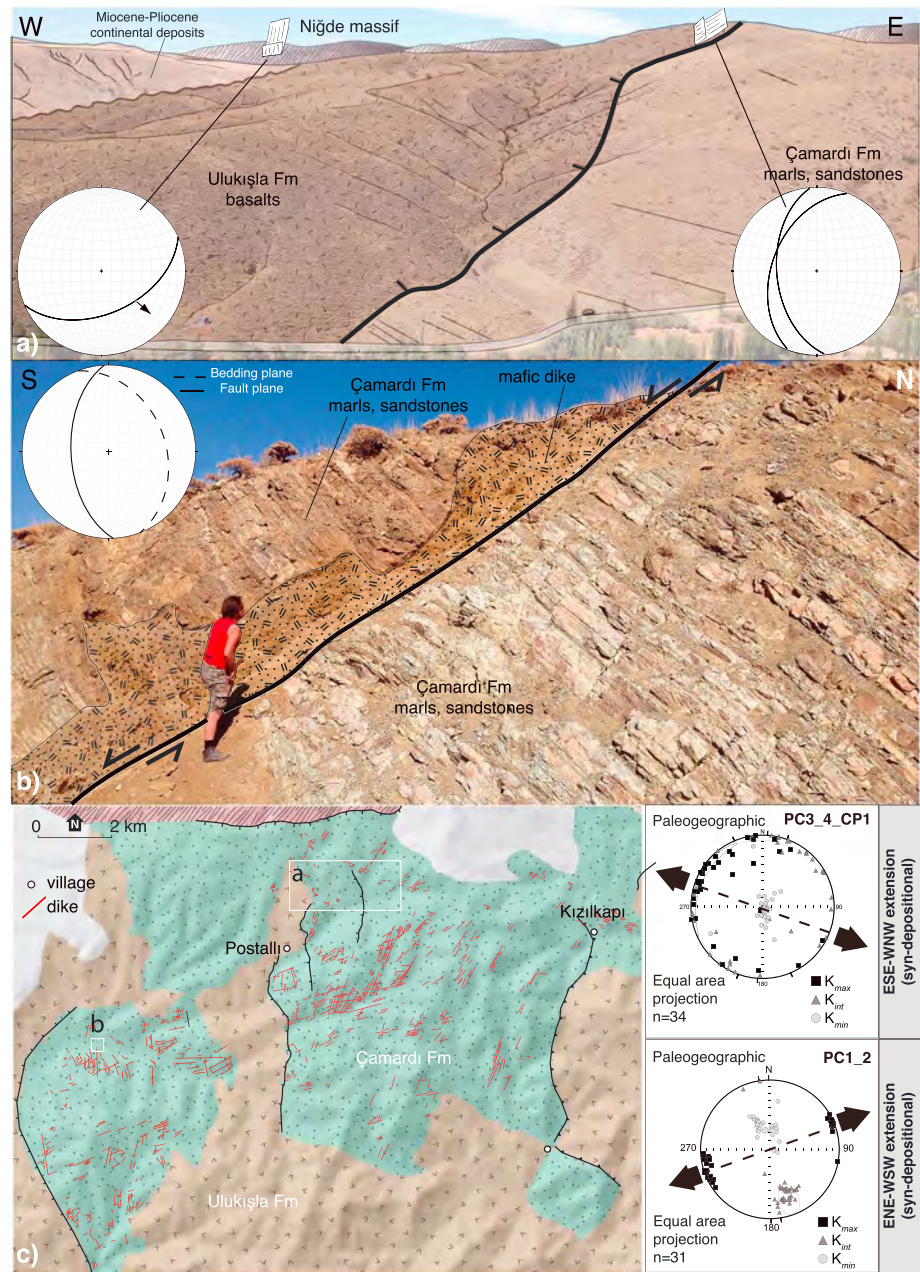 W
Miocene-Pliocene
continental deposits
Niğde massif
E
Ulukışla Fm
basalts
Çamardı Fm
marls, sandstones
a)
S
Bedding plane
Fault plane
Çamardı Fm
marls, sandstones
mafic dike
N
Çamardı Fm
marls, sandstones
b)
0 N 2 km
village
dike
a
Kızılkapı
Postallı
b
Çamardı Fm
Ulukışla Fm
c)
Paleogeographic PC3_4_CP1
N
270
90
180
Equal area
projection
n=34
Kmax
Kint
Kmin
ESE-WNW extension
(syn-depositional)
Paleogeographic PC1_2
N
270
90
180
Equal area
projection
n=31
Kmax
Kint
Kmin
ENE-WSW extension
(syn-depositional)